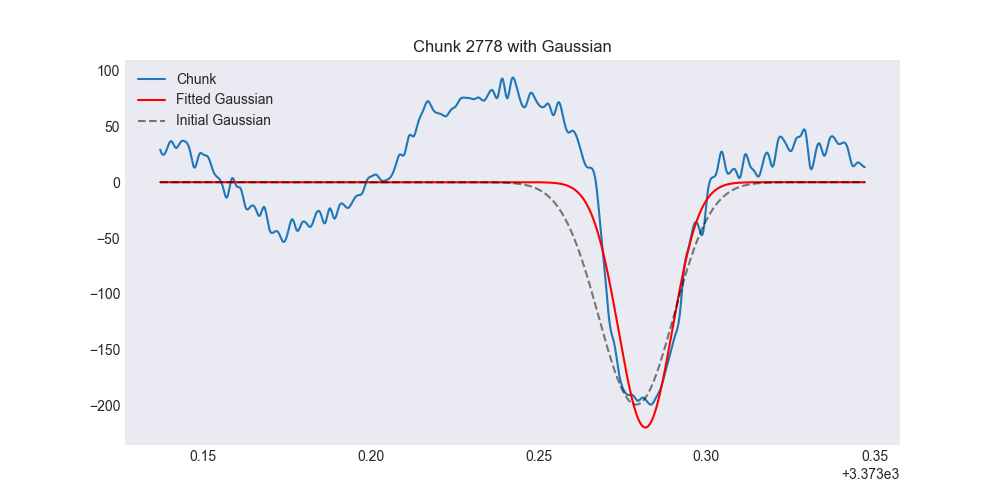 Chunk 2778 with Gaussian
Chunk
Fitted Gaussian
Initial Gaussian
100
50
0
−50
−100
−150
−200
0.15 0.20 0.25 0.30 0.35
+3.373e3